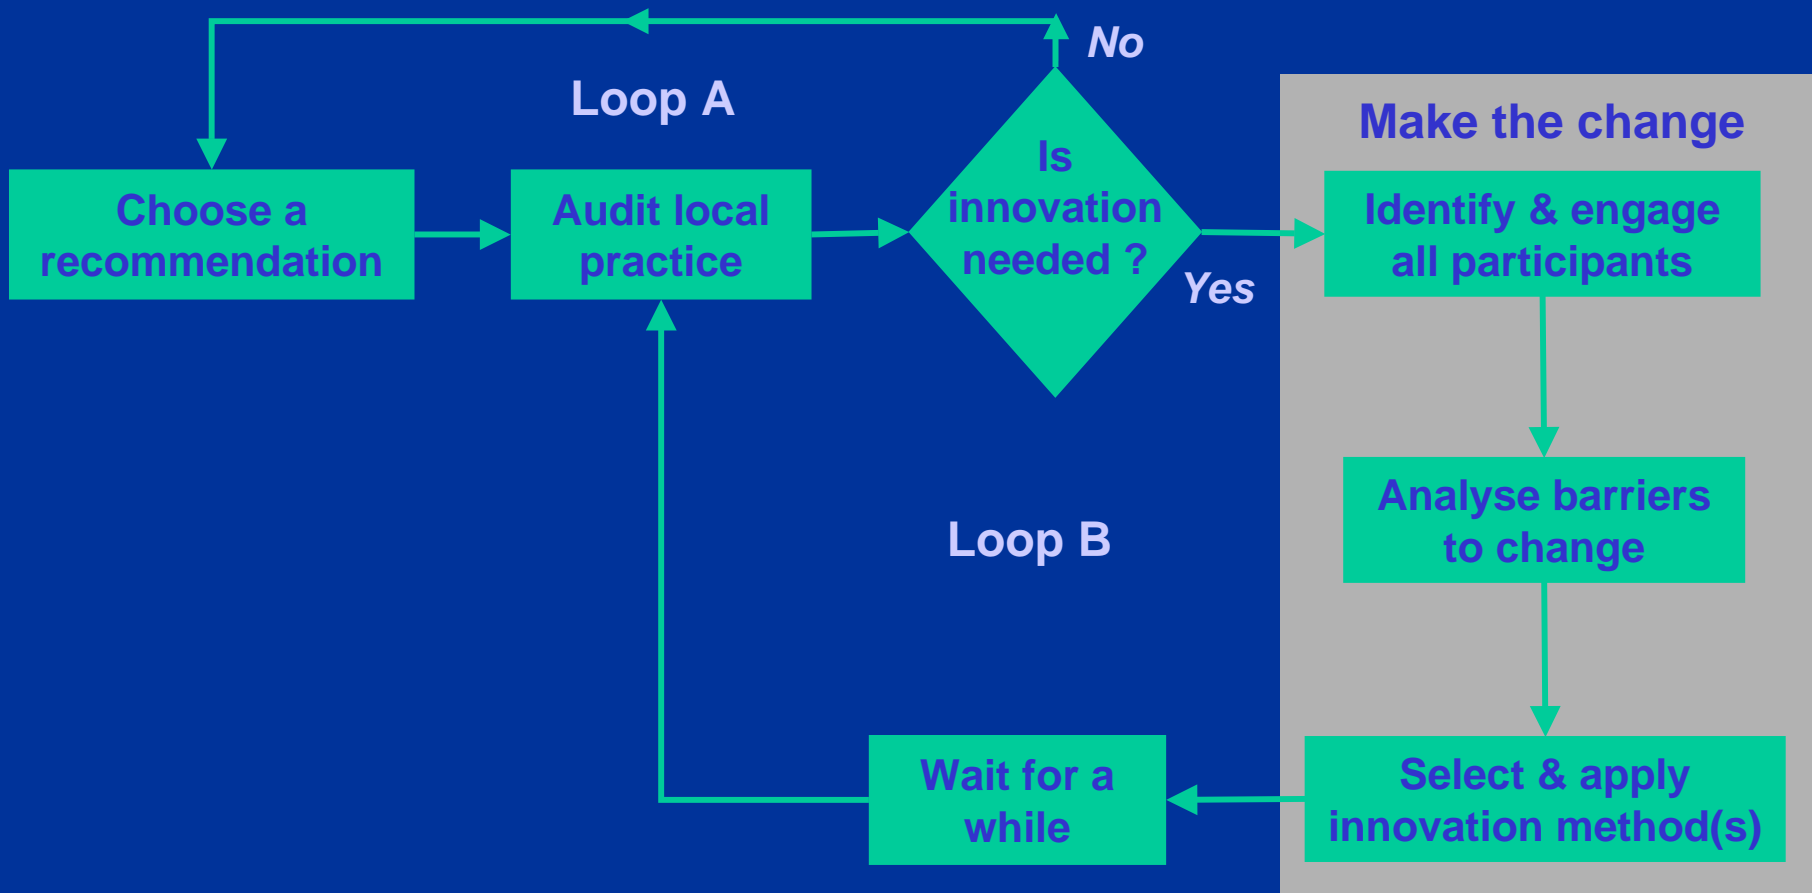 No
Loop A
Make the change
Choose a
recommendation
Audit local
practice
Is
innovation
needed ?
Yes
Identify & engage
all participants
Analyse barriers
to change
Loop B
Select & apply
innovation method(s)
Wait for a
while